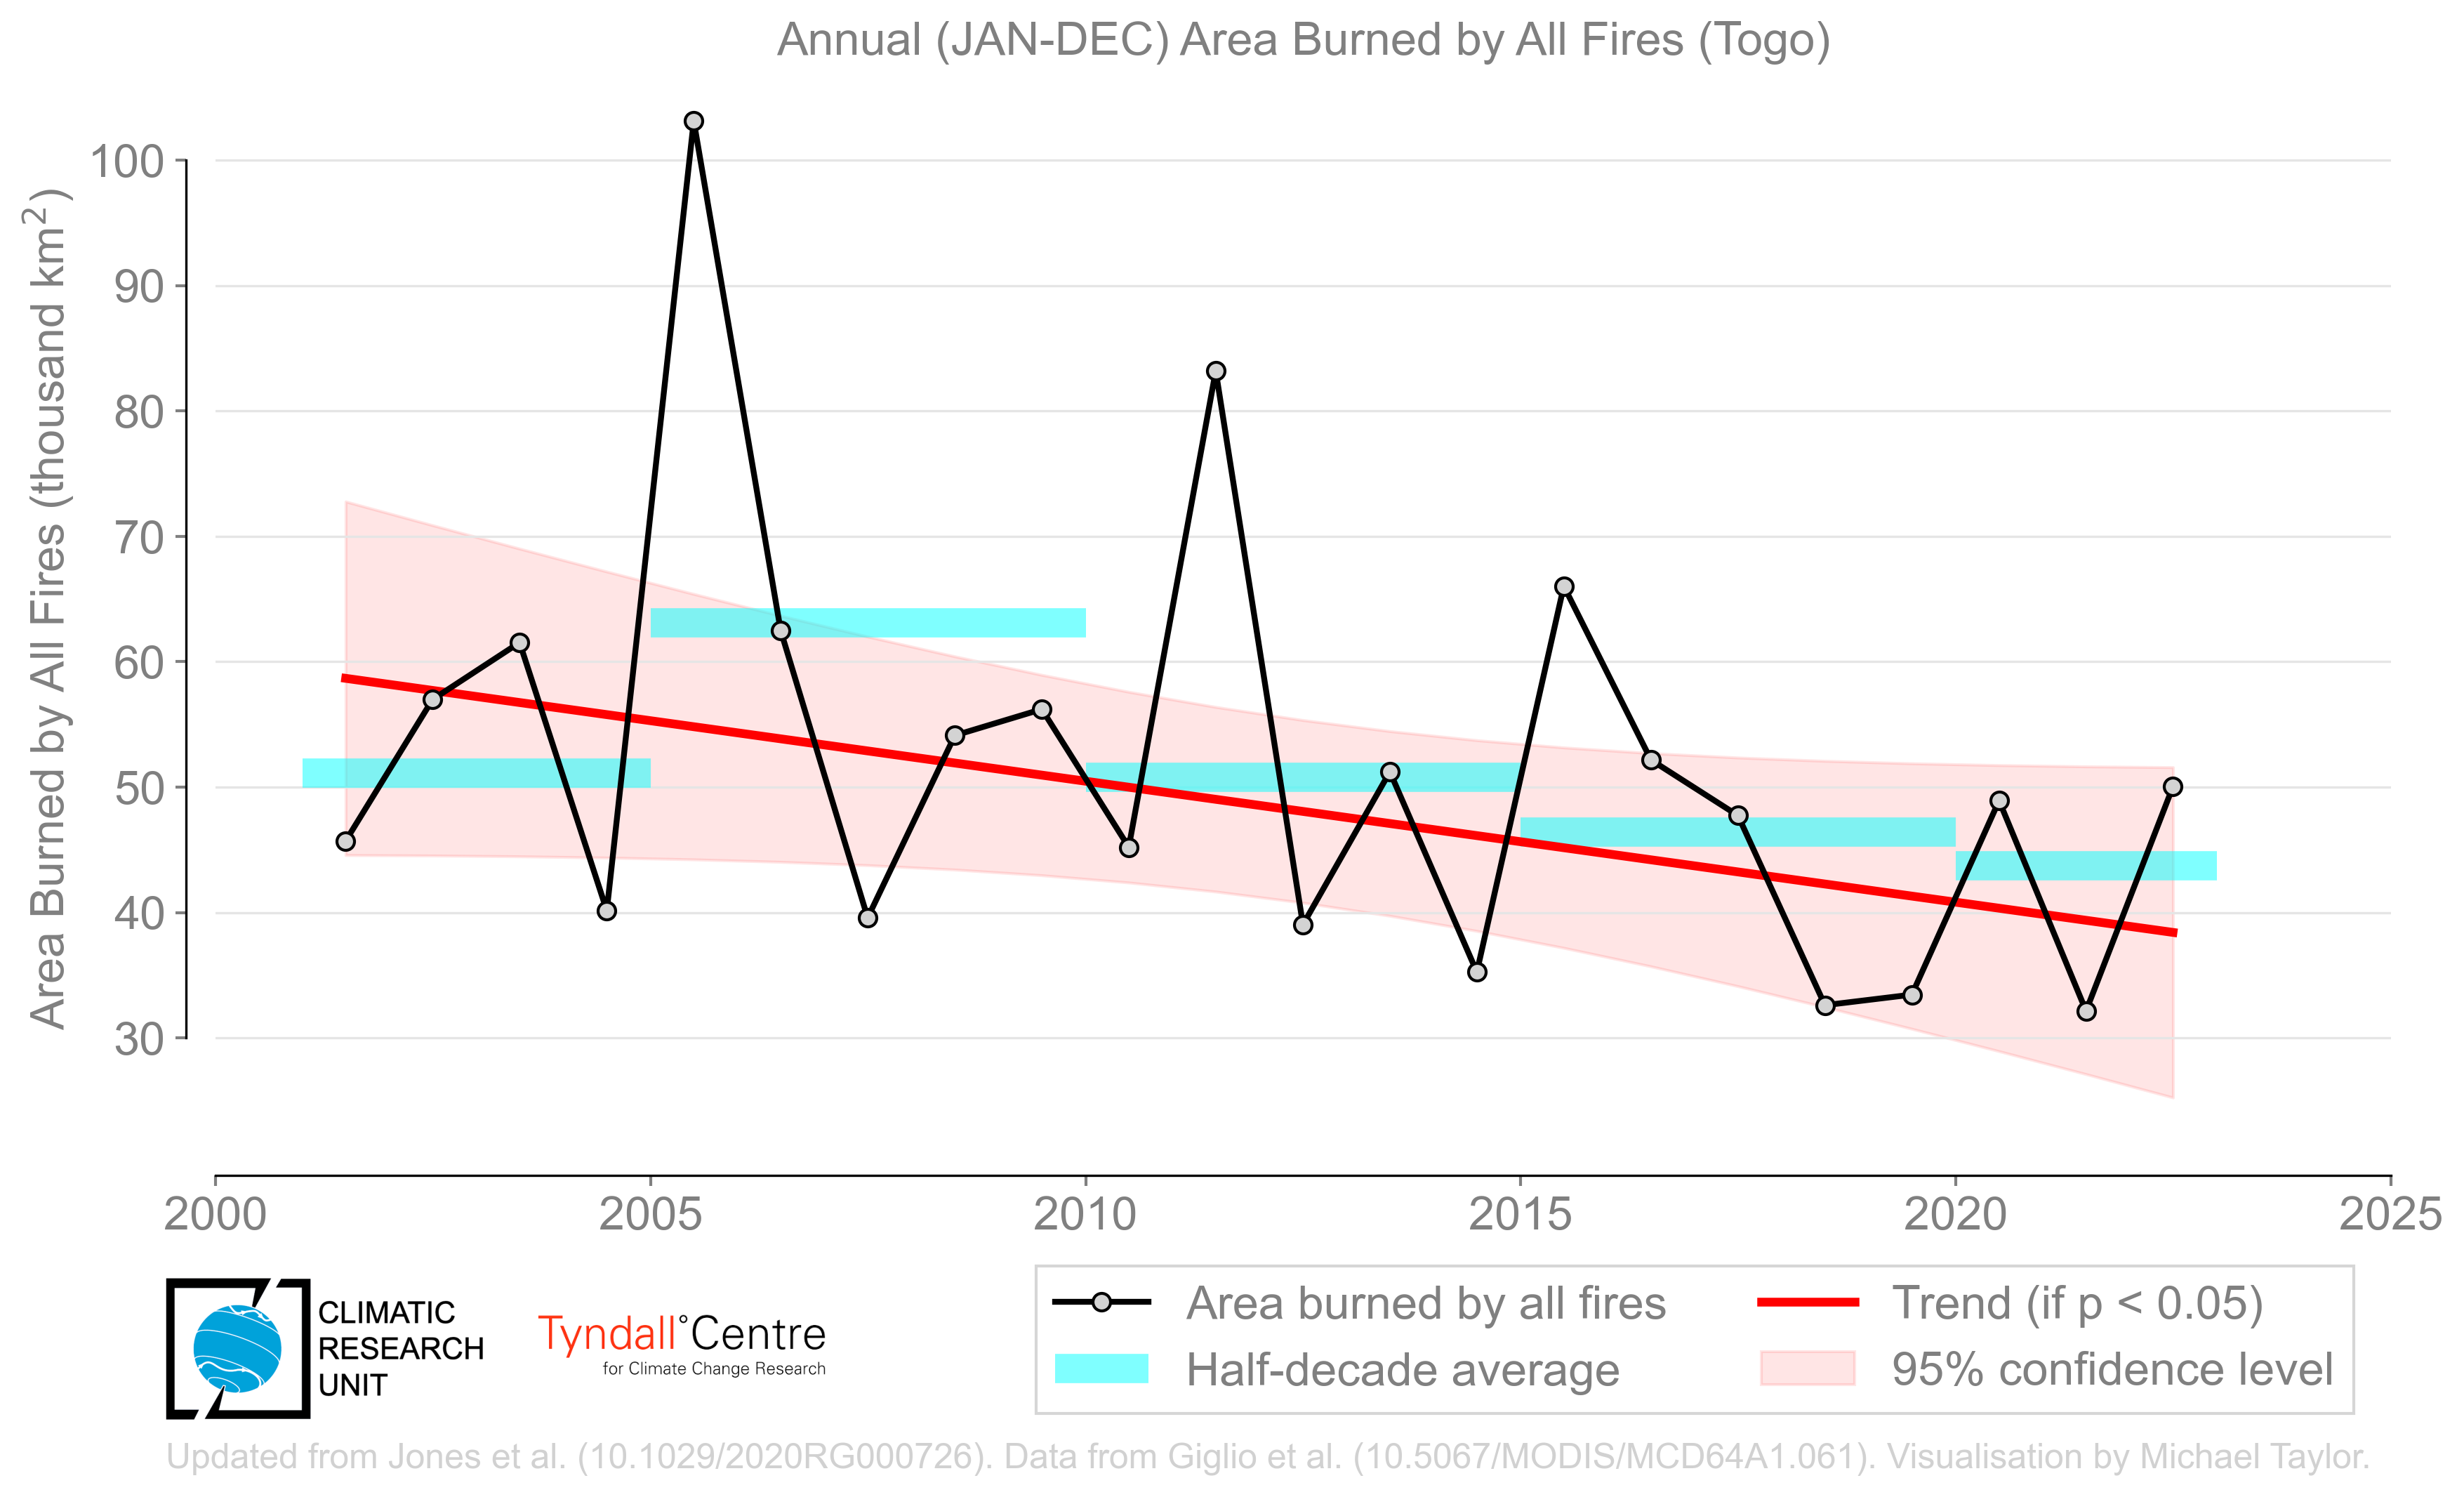 Annual (JAN-DEC) Area Burned by All Fires (Togo)
Area Burned by All Fires (thousand km²)
100
90
80
70
60
50
40
30
2000 2005 2010 2015 2020 2025
CLIMATIC
RESEARCH
UNIT
Tyndall°Centre
for Climate Change Research
Area burned by all fires
Half-decade average
Trend (if p < 0.05)
95% confidence level
Updated from Jones et al. (10.1029/2020RG000726). Data from Giglio et al. (10.5067/MODIS/MCD64A1.061). Visualisation by Michael Taylor.